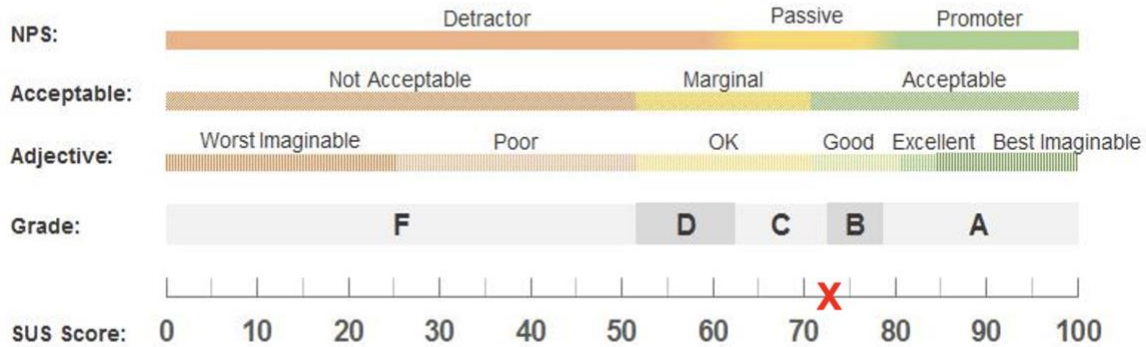 NPS: Detractor Passive Promoter
Acceptable: Not Acceptable Marginal Acceptable
Adjective: Worst Imaginable Poor OK Good Excellent Best Imaginable
Grade: F D C B A
X
SUS Score: 0 10 20 30 40 50 60 70 80 90 100